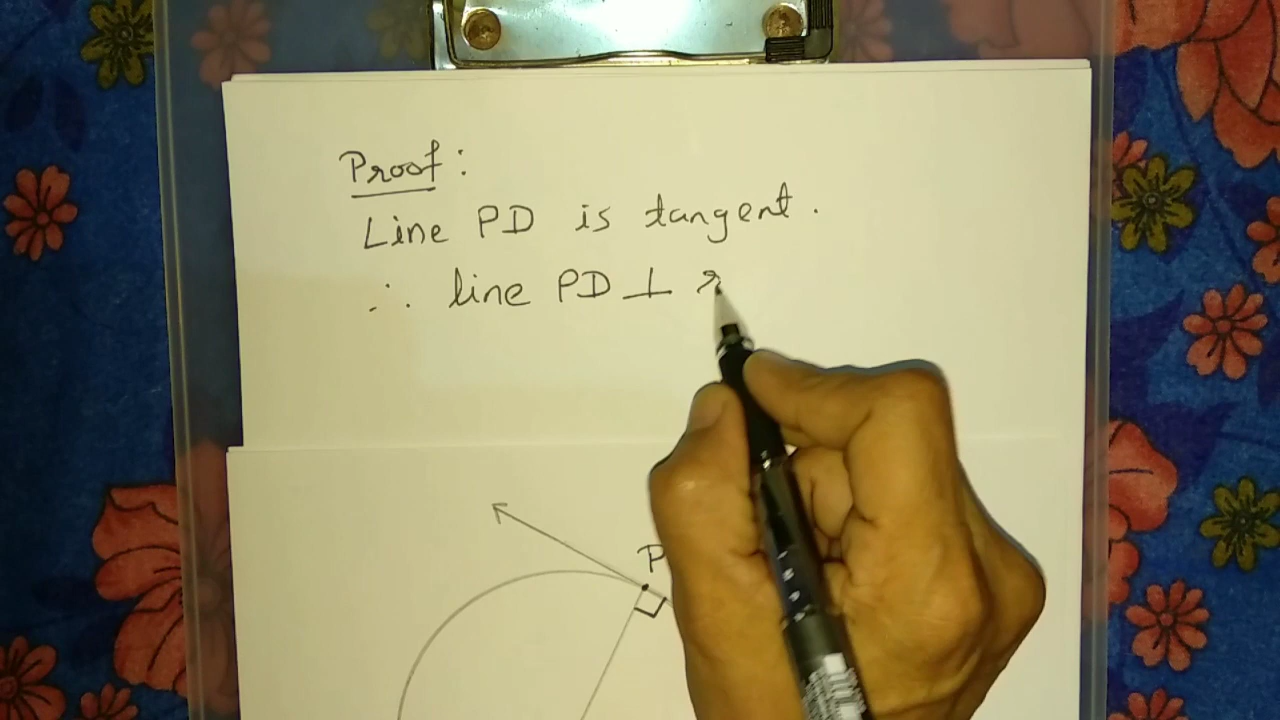 Proof :
Line PD is tangent .
∴ line PD ⊥ r
P